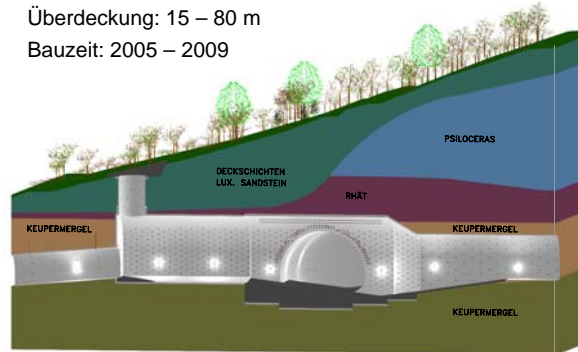 Überdeckung: 15 – 80 m
Bauzeit: 2005 – 2009
PSILOCERAS
DECKSCHICHTEN
LUX. SANDSTEIN
RHÄT
KEUPERMERGEL
KEUPERMERGEL
KEUPERMERGEL